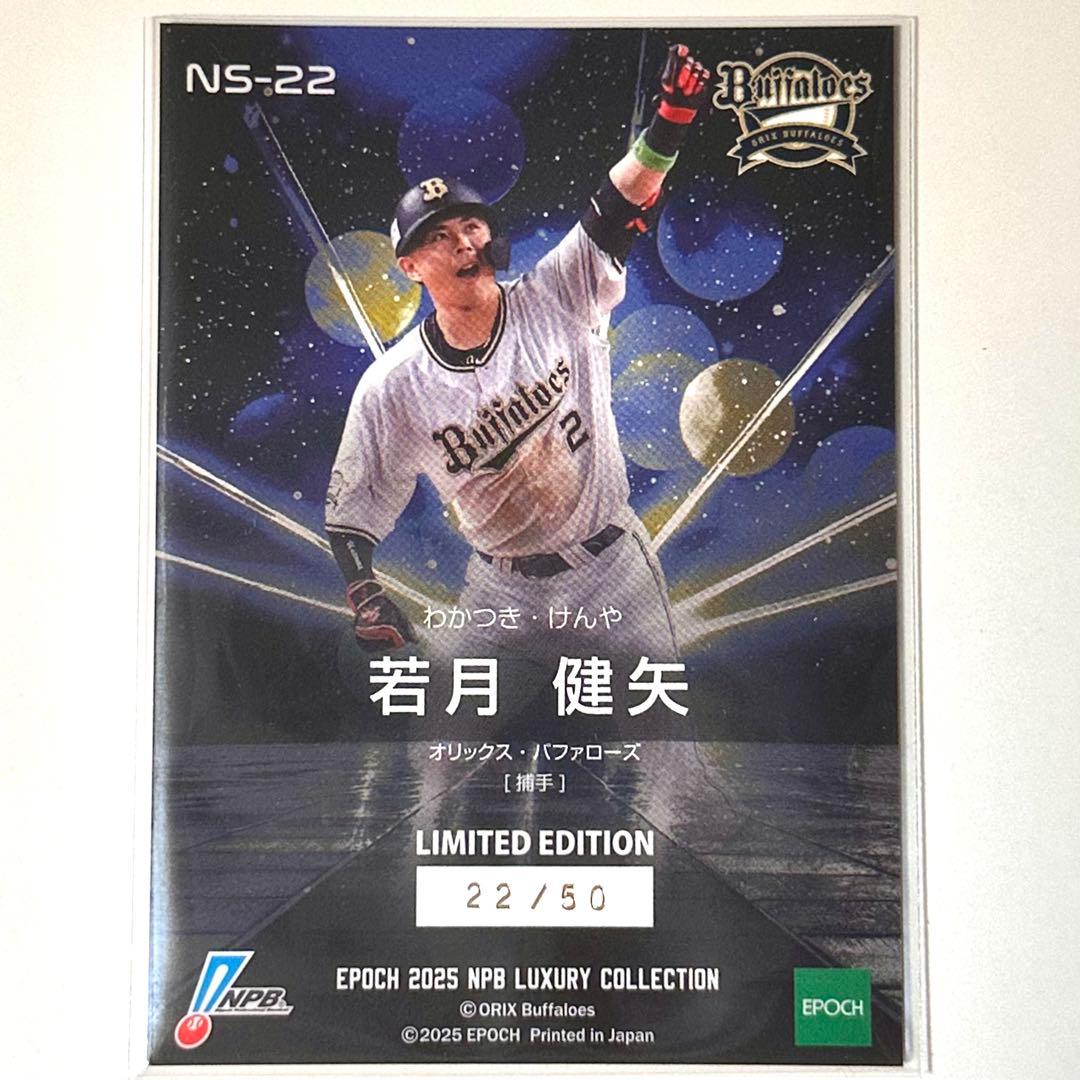 NS-22
Buffaloes
ORIX BUFFALOES
B
Buffaloes
2
わかつき・けんや
若月 健矢
オリックス・バファローズ
[捕手]
LIMITED EDITION
22/50
EPOCH 2025 NPB LUXURY COLLECTION
©ORIX Buffaloes
©2025 EPOCH Printed in Japan
NPB
EPOCH